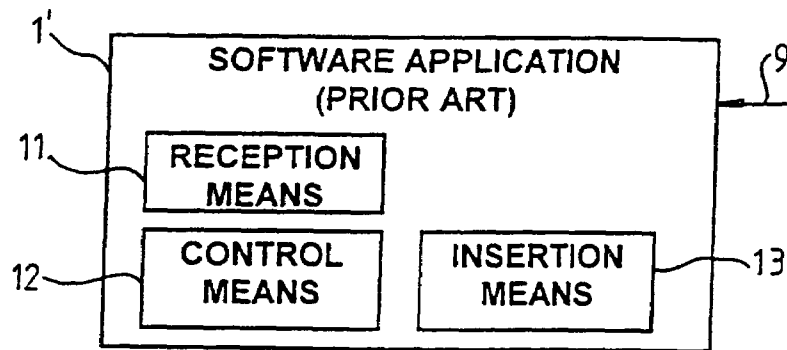 1'
SOFTWARE APPLICATION
(PRIOR ART)
9
11
RECEPTION
MEANS
12
CONTROL
MEANS
INSERTION
MEANS
13